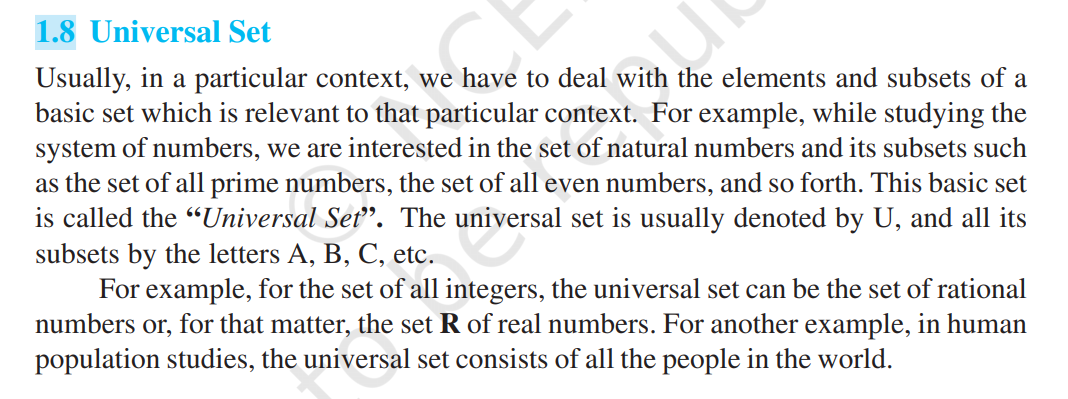 1.8 Universal Set
Usually, in a particular context, we have to deal with the elements and subsets of a
basic set which is relevant to that particular context. For example, while studying the
system of numbers, we are interested in the set of natural numbers and its subsets such
as the set of all prime numbers, the set of all even numbers, and so forth. This basic set
is called the “Universal Set”. The universal set is usually denoted by U, and all its
subsets by the letters A, B, C, etc.
For example, for the set of all integers, the universal set can be the set of rational
numbers or, for that matter, the set R of real numbers. For another example, in human
population studies, the universal set consists of all the people in the world.
© NCE
to be repu